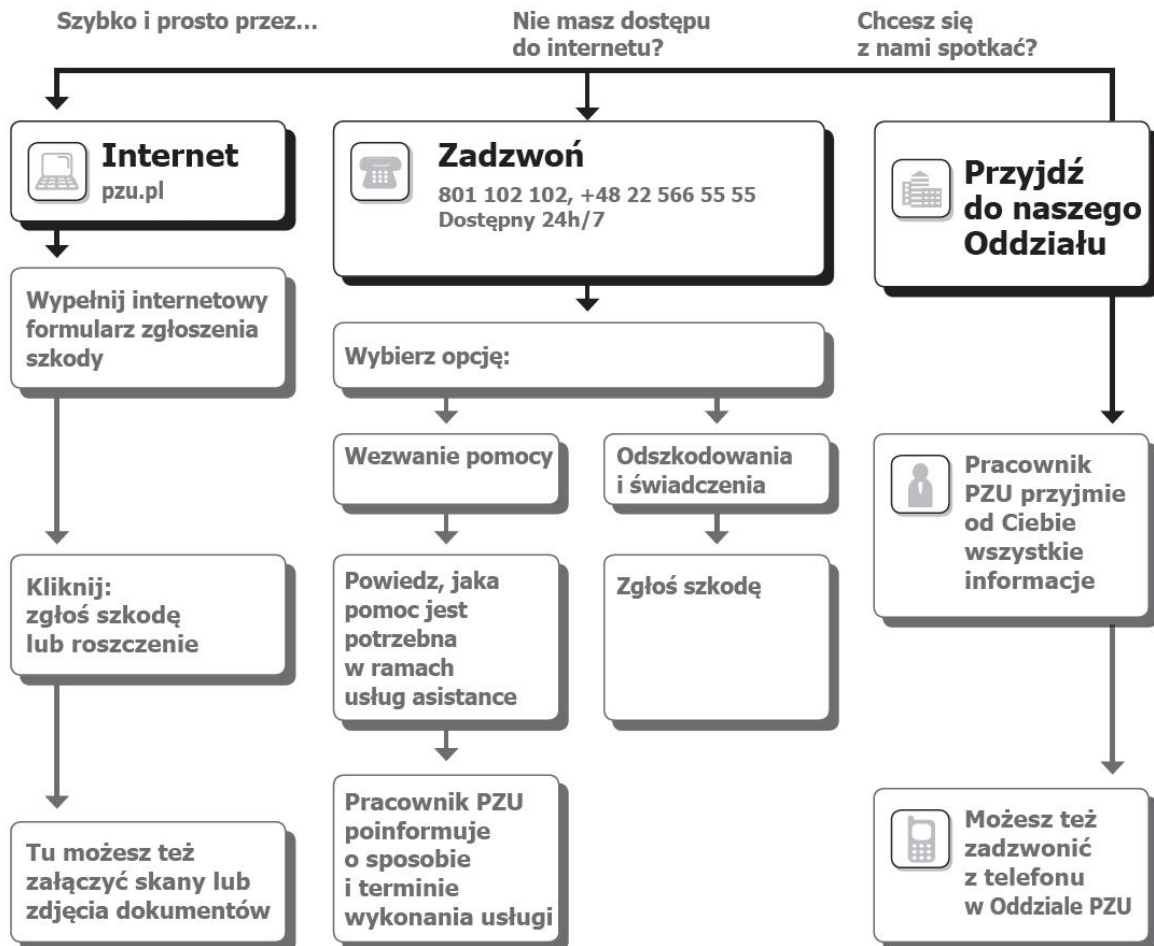 Szybko i prosto przez...
Nie masz dostępu
do internetu?
Chcesz się
z nami spotkać?
Internet
pzu.pl
Wypełnij internetowy
formularz zgłoszenia
szkody
Kliknij:
zgłoś szkodę
lub roszczenie
Tu możesz też
załączyć skany lub
zdjęcia dokumentów
Zadzwoń
801 102 102, +48 22 566 55 55
Dostępny 24h/7
Wybierz opcję:
Wezwanie pomocy
Powiedz, jaka
pomoc jest
potrzebna
w ramach
usług asistance
Pracownik PZU
poinformuje
o sposobie
i terminie
wykonania usługi
Odszkodowania
i świadczenia
Zgłoś szkodę
Przyjdź
do naszego
Oddziału
Pracownik
PZU przyjmie
od Ciebie
wszystkie
informacje
Możesz też
zadzwonić
z telefonu
w Oddziale PZU